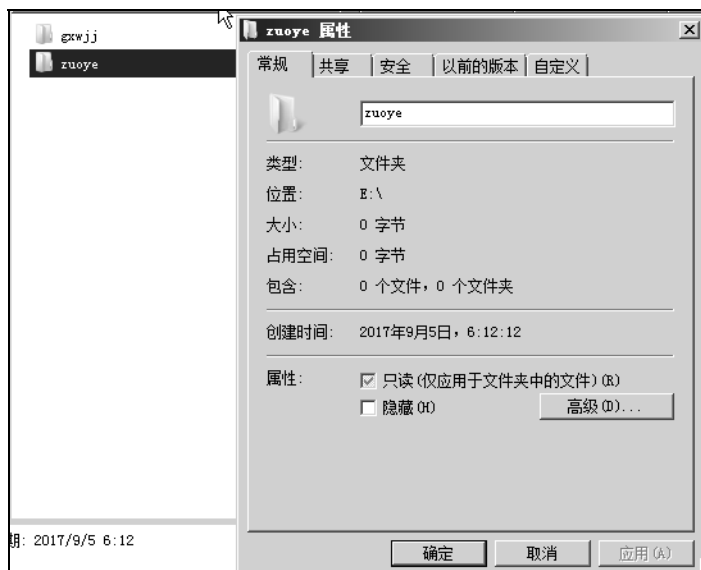 gxwjj
zuoye
期: 2017/9/5 6:12
zuoye 属性
常规 共享 安全 以前的版本 自定义
zuoye
类型: 文件夹
位置: E:\
大小: 0 字节
占用空间: 0 字节
包含: 0 个文件，0 个文件夹
创建时间: 2017年9月5日，6:12:12
属性: 只读(仅应用于文件夹中的文件)(R)
隐藏(H) 高级(D)...
确定 取消 应用(A)